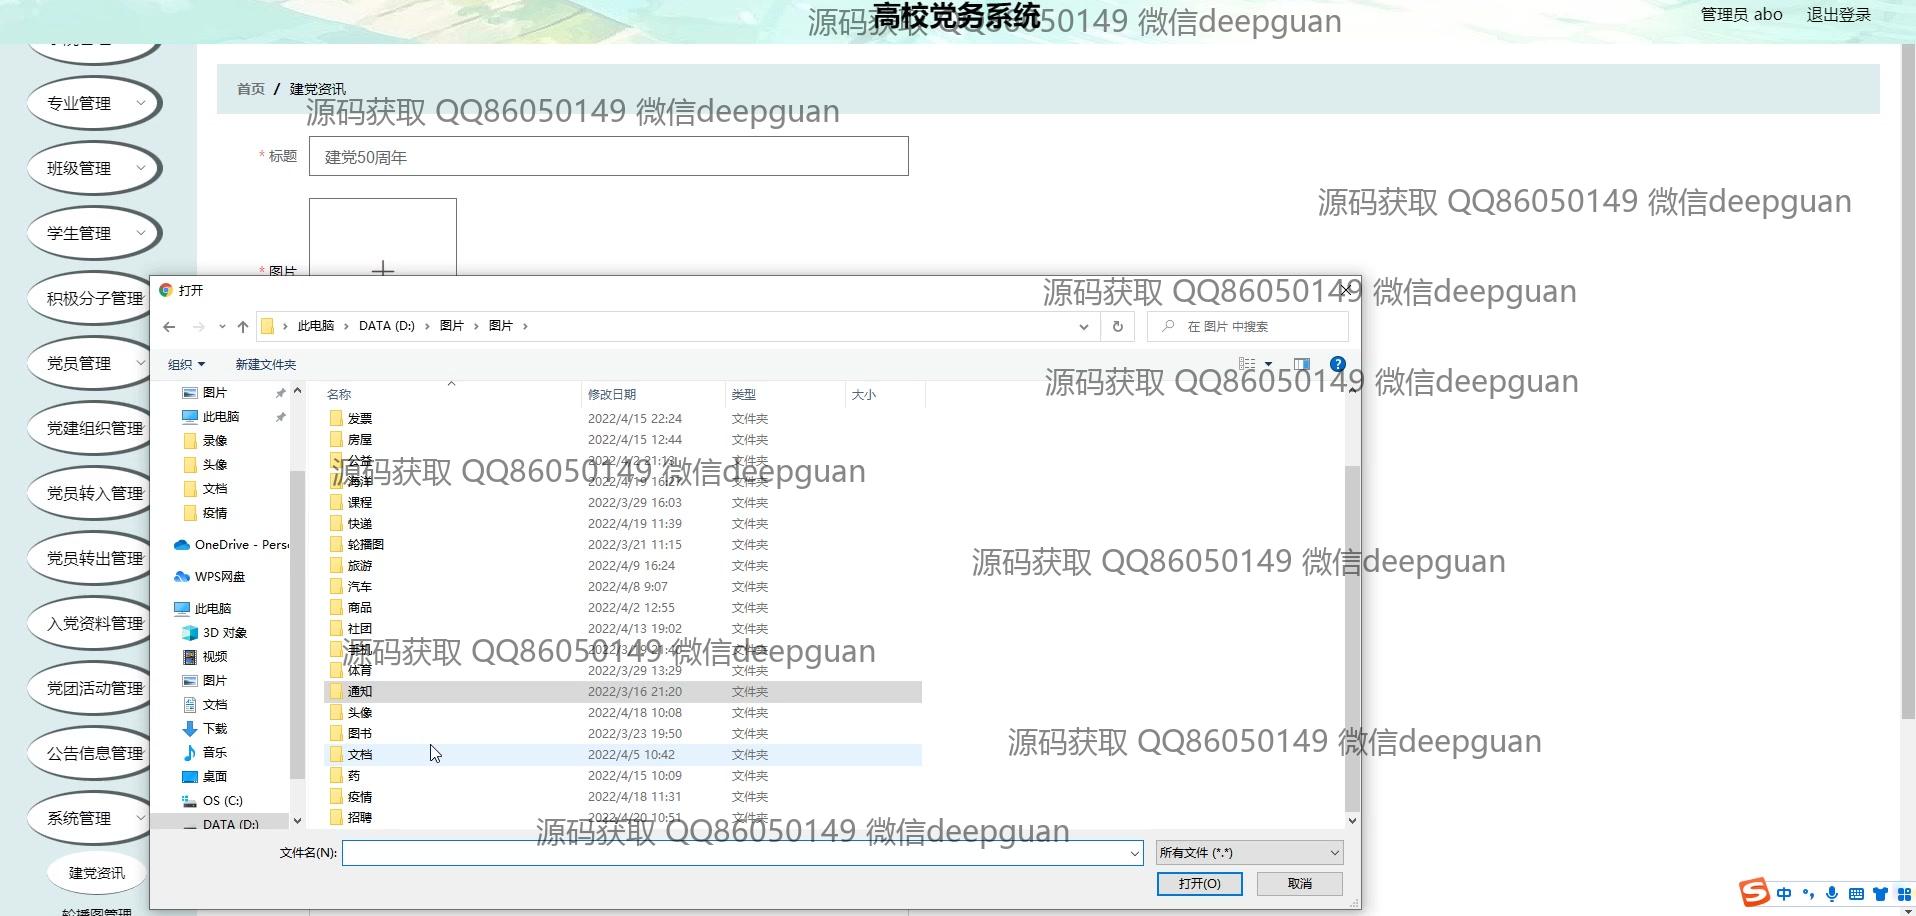 高校党务系统
源码获取 QQ86050149 微信deepguan
管理员 abo
退出登录
专业管理
班级管理
学生管理
积极分子管理
党员管理
党建组织管理
党员转入管理
党员转出管理
入党资料管理
党团活动管理
公告信息管理
系统管理
建党资讯
轮播图管理
首页 / 建党资讯
源码获取 QQ86050149 微信deepguan
* 标题
建党50周年
源码获取 QQ86050149 微信deepguan
* 图片
打开
源码获取 QQ86050149 微信deepguan
此电脑 › DATA (D:) › 图片 › 图片 ›
在 图片 中搜索
组织
新建文件夹
源码获取 QQ86050149 微信deepguan
图片
此电脑
录像
头像
文档
疫情
OneDrive - Pers
WPS网盘
此电脑
3D 对象
视频
图片
文档
下载
音乐
桌面
OS (C:)
DATA (D:)
名称 修改日期 类型 大小
发票 2022/4/15 22:24 文件夹
房屋 2022/4/15 12:44 文件夹
公益 文件夹
源码获取 QQ86050149 微信deepguan
海洋 2022/4/19 16:27 文件夹
课程 2022/3/29 16:03 文件夹
快递 2022/4/19 11:39 文件夹
轮播图 2022/3/21 11:15 文件夹
源码获取 QQ86050149 微信deepguan
旅游 2022/4/9 16:24 文件夹
汽车 2022/4/8 9:07 文件夹
商品 2022/4/2 12:55 文件夹
社团 2022/4/13 19:02 文件夹
手机 文件夹
源码获取 QQ86050149 微信deepguan
体育 2022/3/29 13:29 文件夹
通知 2022/3/16 21:20 文件夹
头像 2022/4/18 10:08 文件夹
图书 2022/3/23 19:50 文件夹
源码获取 QQ86050149 微信deepguan
文档 2022/4/5 10:42 文件夹
药 2022/4/15 10:09 文件夹
疫情 2022/4/18 11:31 文件夹
招聘 2022/4/20 10:51 文件夹
源码获取 QQ86050149 微信deepguan
文件名(N):
所有文件 (*.*)
打开(O)
取消
中